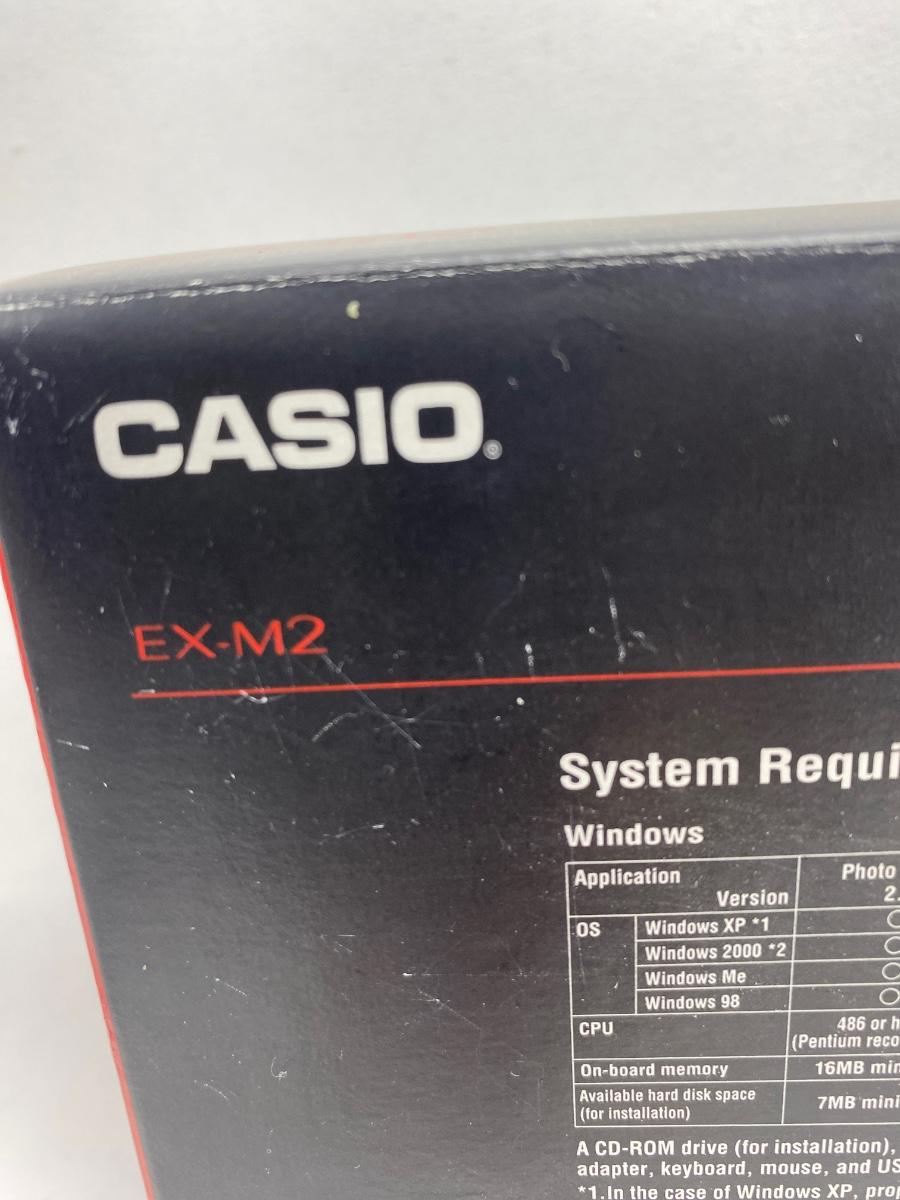 CASIO®
EX-M2
System Requi
Windows
Application Version Photo 2.
OS Windows XP *1 ○
Windows 2000 *2 ○
Windows Me ○
Windows 98 ○
CPU 486 or h
(Pentium reco
On-board memory 16MB min
Available hard disk space
(for installation) 7MB mini
A CD-ROM drive (for installation),
adapter, keyboard, mouse, and US
*1.In the case of Windows XP, pro